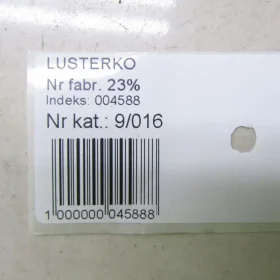 LUSTERKO
Nr fabr. 23%
Indeks: 004588
Nr kat.: 9/016
1 000000 045888